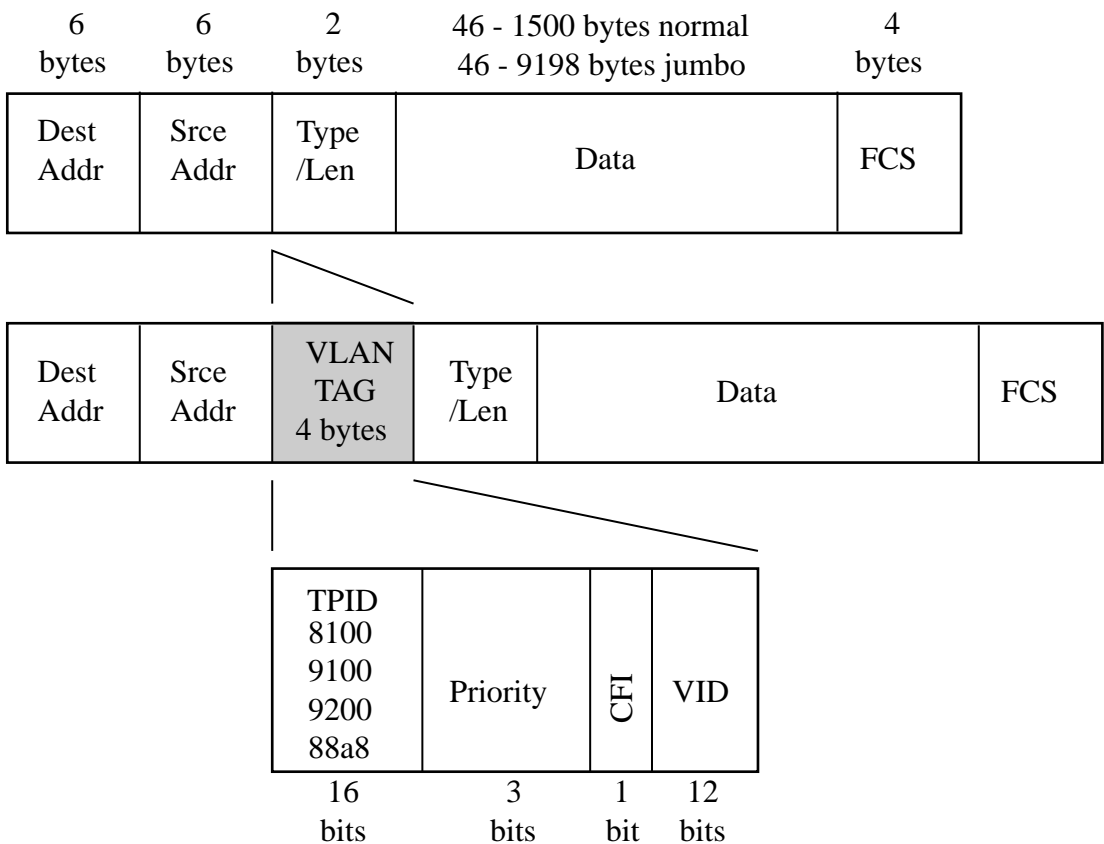 6 bytes
6 bytes
2 bytes
46 - 1500 bytes normal
46 - 9198 bytes jumbo
4 bytes
Dest
Addr
Srce
Addr
Type
/Len
Data
FCS
Dest
Addr
Srce
Addr
VLAN
TAG
4 bytes
Type
/Len
Data
FCS
TPID
8100
9100
9200
88a8
Priority
CFI
VID
16
bits
3
bits
1
bit
12
bits